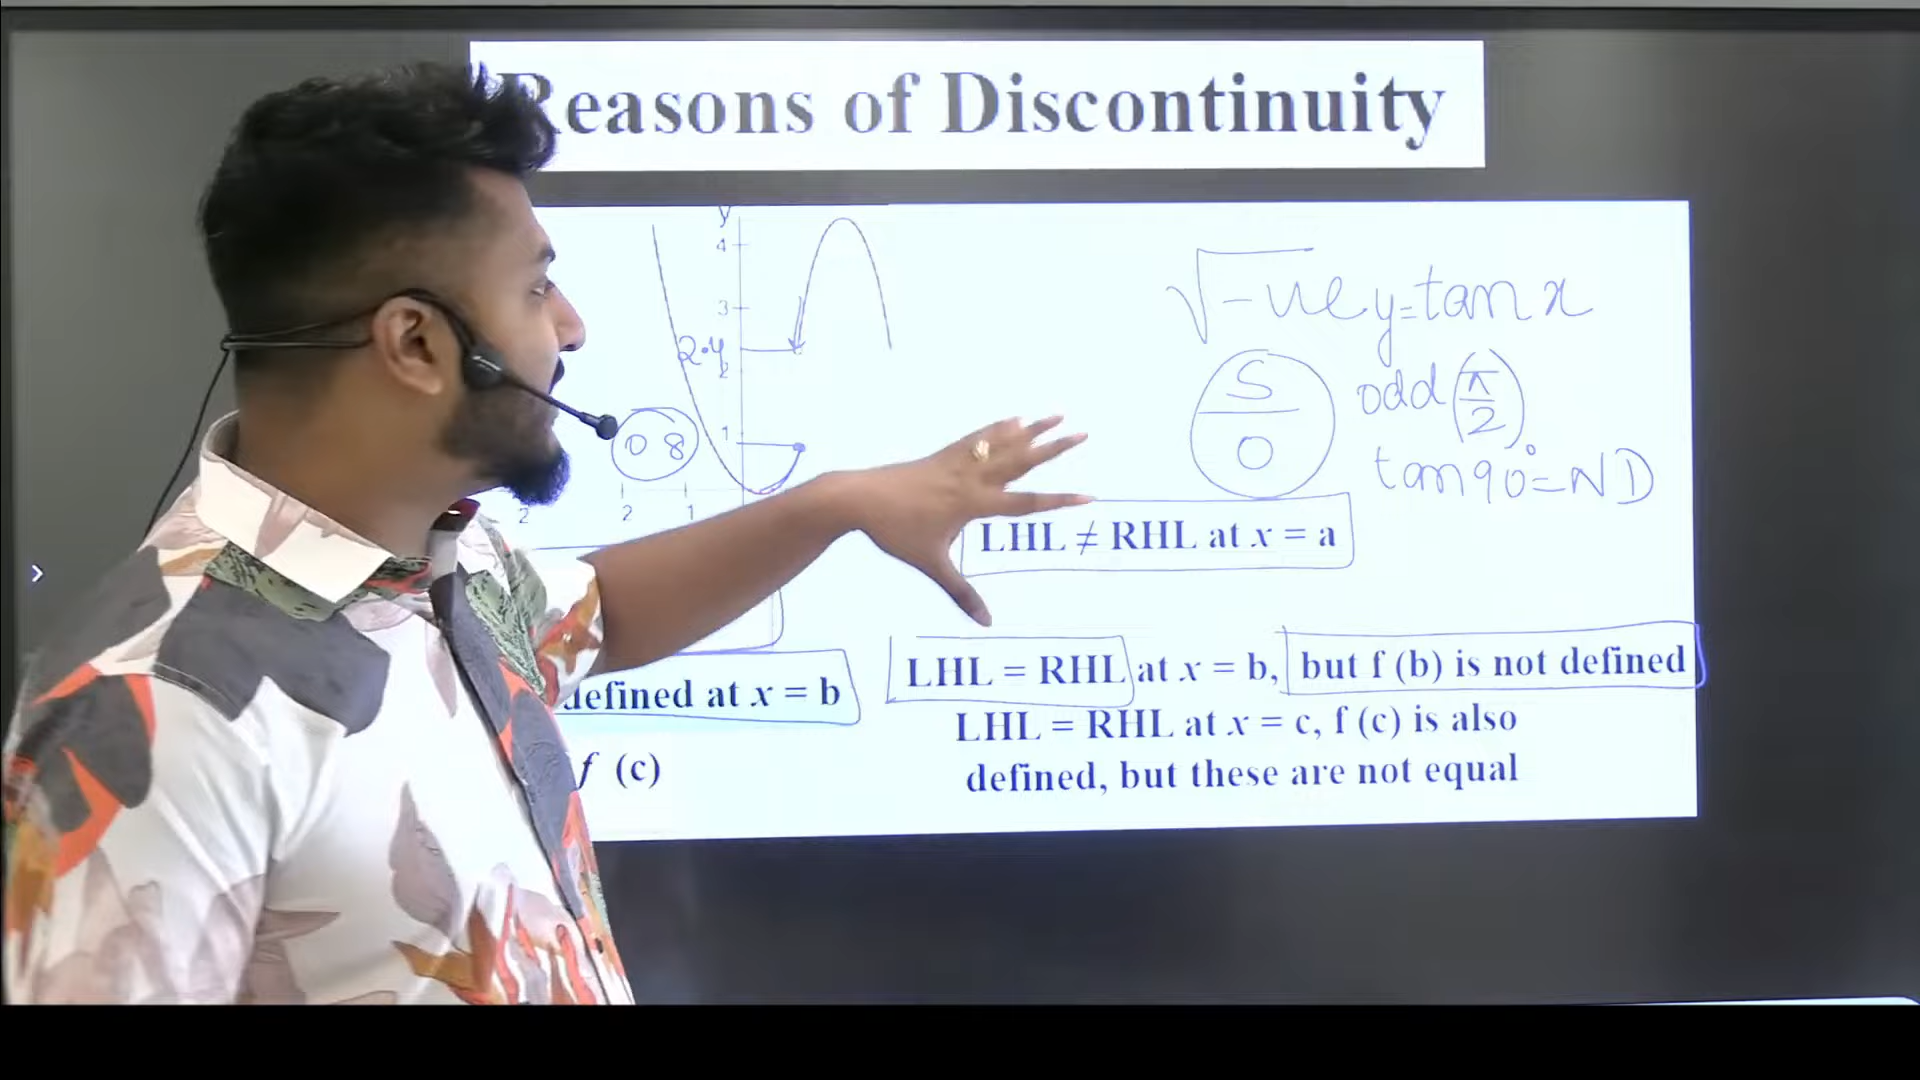 Reasons of Discontinuity
y
4
3
2.4
2
1
0 8
2 2 1
√-ve y=tan x
5/0
odd (π/2)
tan 90°=ND
LHL ≠ RHL at x = a
defined at x = b
LHL = RHL at x = b, but f (b) is not defined
LHL = RHL at x = c, f (c) is also
defined, but these are not equal
f (c)